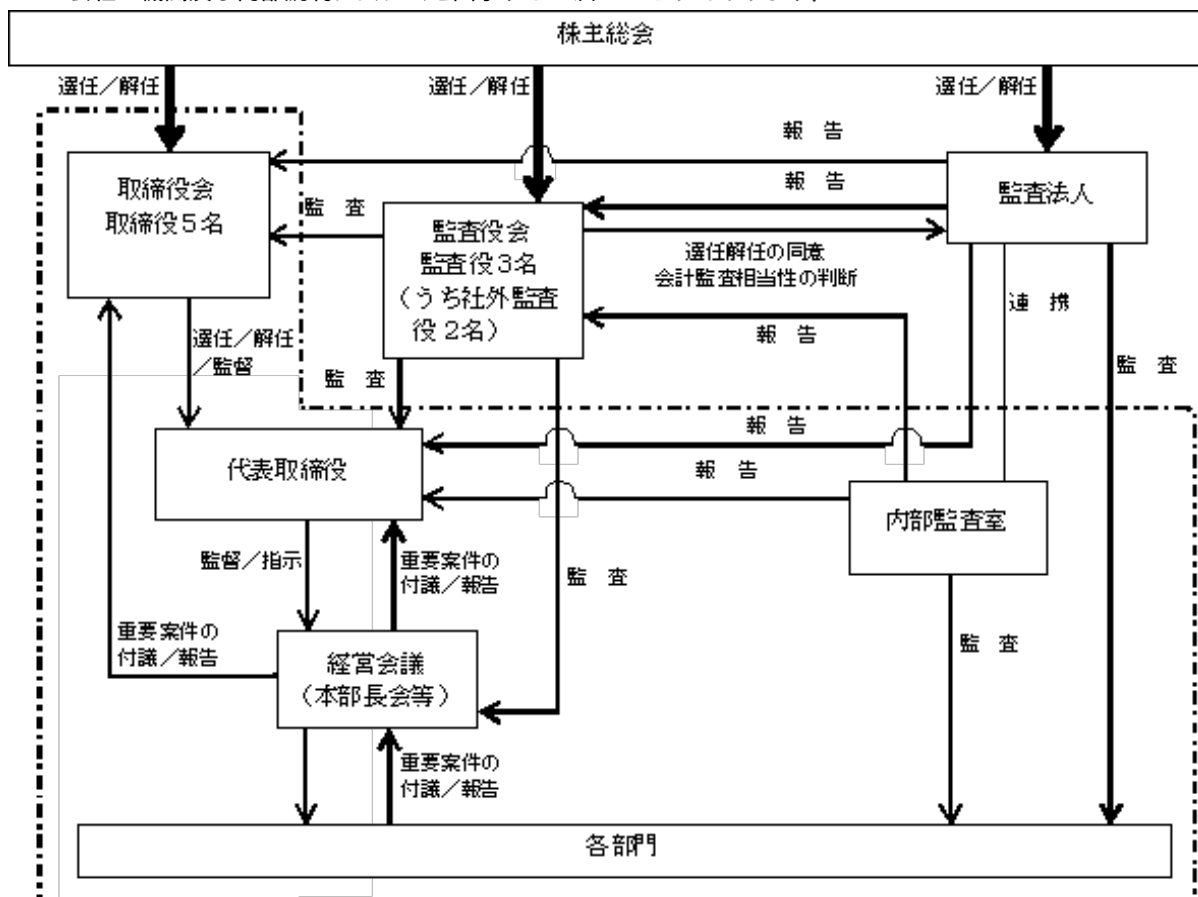 株主総会
選任／解任
選任／解任
選任／解任
報 告
取締役会
取締役５名
監査法人
報 告
監 査
監査役会
監査役３名
（うち社外監査
役２名）
選任解任の同意
会計監査相当性の判断
連 携
選任／解任
／監督
報 告
監 査
監 査
報 告
代表取締役
報 告
内部監査室
監督／指示
重要案件の
付議／報告
監 査
重要案件の
付議／報告
監 査
経営会議
（本部長会等）
重要案件の
付議／報告
各部門